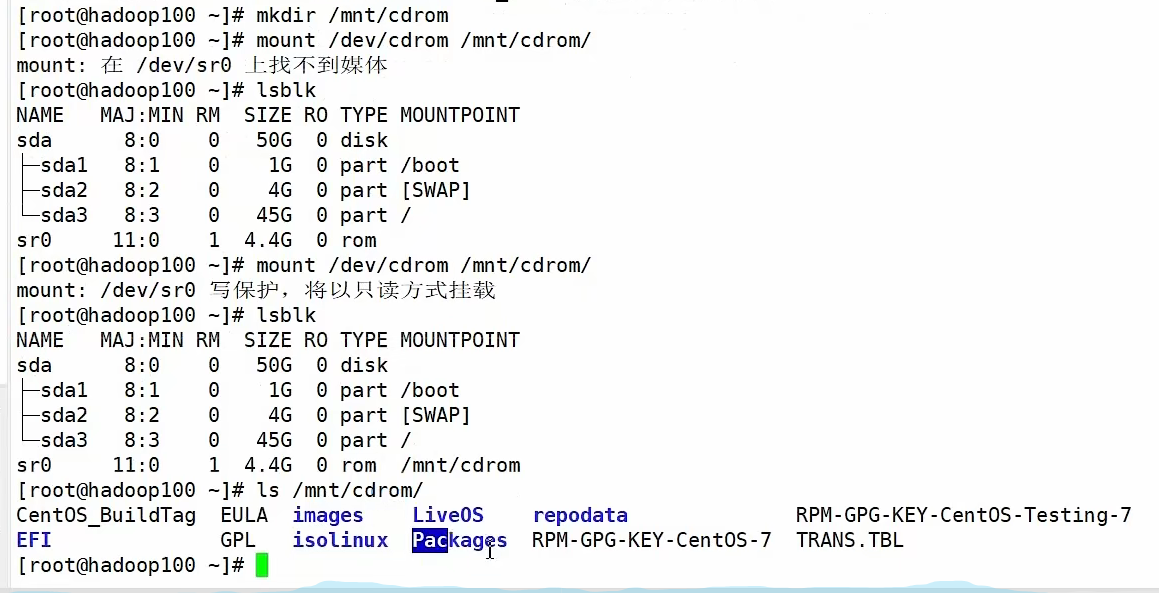 [root@hadoop100 ~]# mkdir /mnt/cdrom
[root@hadoop100 ~]# mount /dev/cdrom /mnt/cdrom/
mount: 在 /dev/sr0 上找不到媒体
[root@hadoop100 ~]# lsblk
NAME   MAJ:MIN RM  SIZE RO TYPE MOUNTPOINT
sda      8:0    0   50G  0 disk
├─sda1   8:1    0    1G  0 part /boot
├─sda2   8:2    0    4G  0 part [SWAP]
└─sda3   8:3    0   45G  0 part /
sr0     11:0    1  4.4G  0 rom
[root@hadoop100 ~]# mount /dev/cdrom /mnt/cdrom/
mount: /dev/sr0 写保护，将以只读方式挂载
[root@hadoop100 ~]# lsblk
NAME   MAJ:MIN RM  SIZE RO TYPE MOUNTPOINT
sda      8:0    0   50G  0 disk
├─sda1   8:1    0    1G  0 part /boot
├─sda2   8:2    0    4G  0 part [SWAP]
└─sda3   8:3    0   45G  0 part /
sr0     11:0    1  4.4G  0 rom  /mnt/cdrom
[root@hadoop100 ~]# ls /mnt/cdrom/
CentOS_BuildTag  EULA  images    LiveOS    repodata              RPM-GPG-KEY-CentOS-Testing-7
EFI              GPL   isolinux  Packages  RPM-GPG-KEY-CentOS-7  TRANS.TBL
[root@hadoop100 ~]#